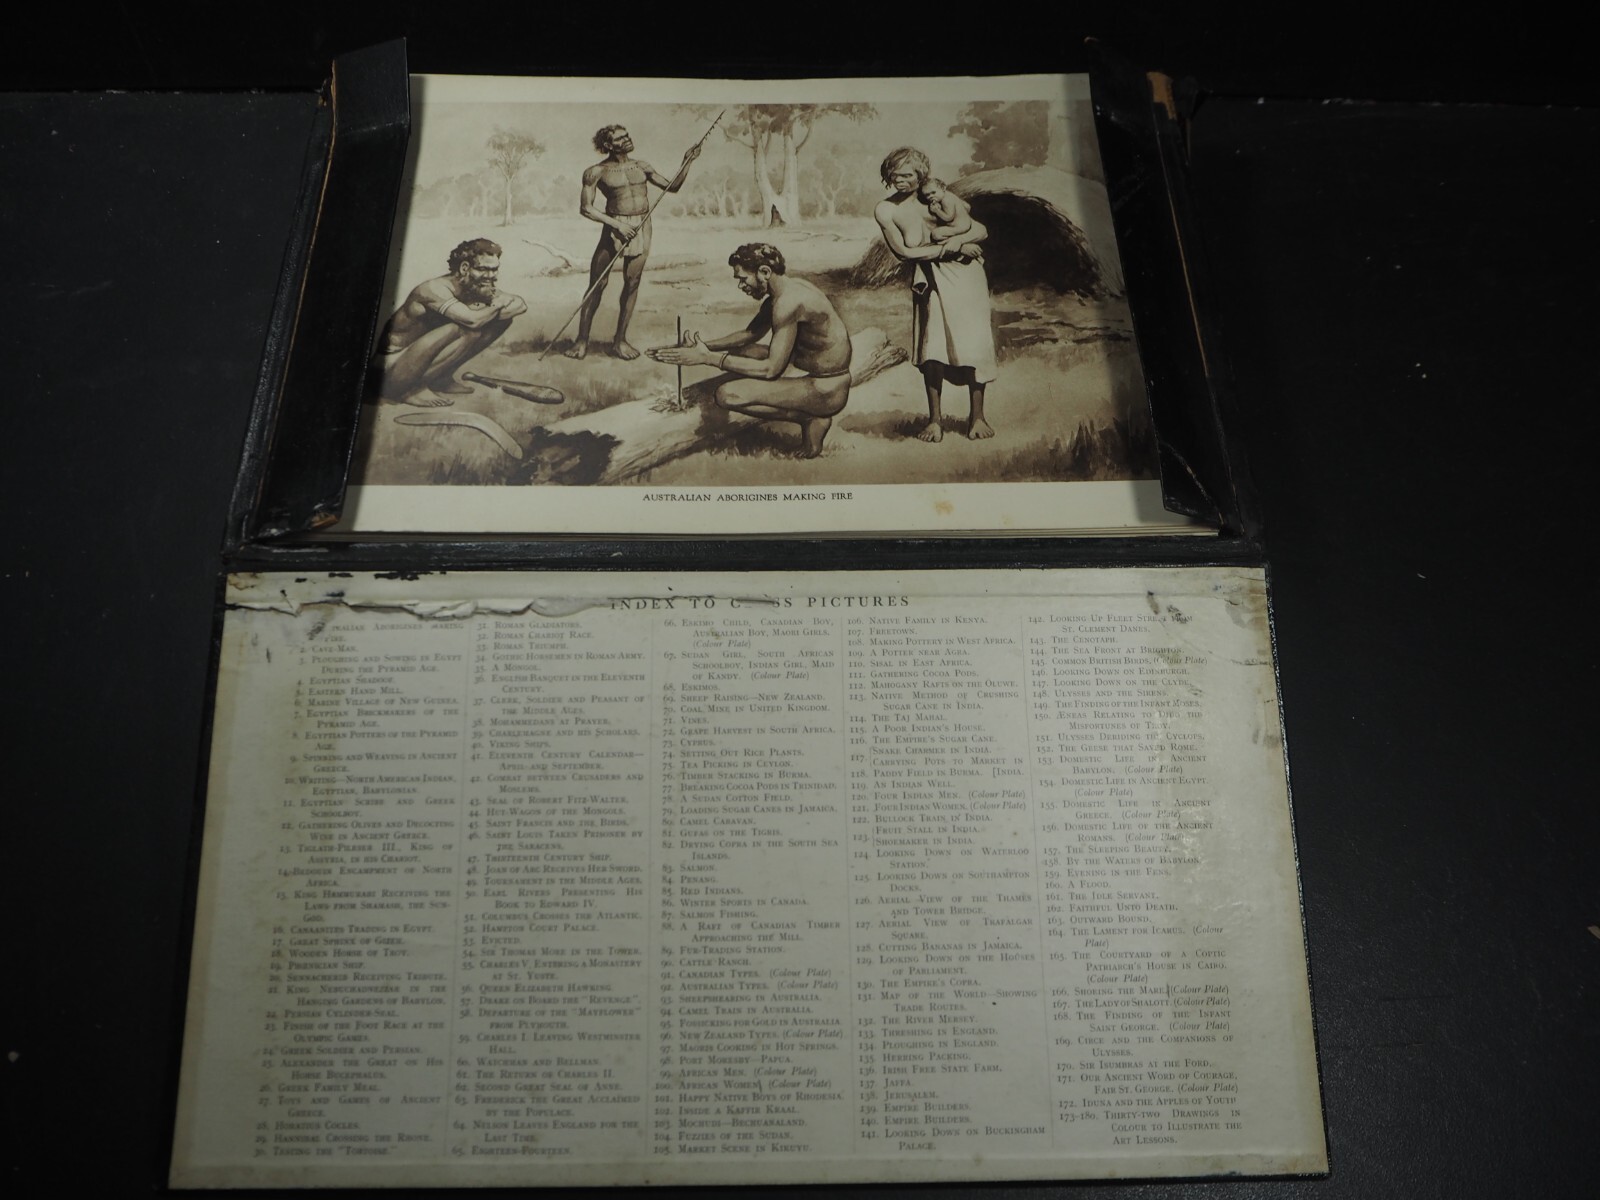 AUSTRALIAN ABORIGINES MAKING FIRE
INDEX TO PICTURES
MAKING
FIRE.
2. CAVE-MAN.
3. PLOUGHING AND SOWING IN EGYPT
DURING THE PYRAMID AGE.
4. EGYPTIAN SHADOOF.
5. EASTERN HAND MILL.
6. MARINE VILLAGE OF NEW GUINEA.
7. EGYPTIAN BRICKMAKERS OF THE
PYRAMID AGE.
8. EGYPTIAN POTTERS OF THE PYRAMID
AGE.
9. SPINNING AND WEAVING IN ANCIENT
GREECE.
10. WRITING—NORTH AMERICAN INDIAN,
EGYPTIAN, BABYLONIAN.
11. EGYPTIAN SCRIBE AND GREEK
SCHOOLBOY.
12. GATHERING OLIVES AND DECOCTING
WINE IN ANCIENT GREECE.
13. TIGLATH-PILESER III., KING OF
ASSYRIA, IN HIS CHARIOT.
14. BEDOUIN ENCAMPMENT OF NORTH
AFRICA.
15. KING HAMMURABI RECEIVING THE
LAWS FROM SHAMASH, THE SUN-
GOD.
16. CANAANITES TRADING IN EGYPT.
17. GREAT SPHINX OF GIZEH.
18. WOODEN HORSE OF TROY.
19. PHŒNICIAN SHIP.
20. SENNACHERIB RECEIVING TRIBUTE.
21. KING NEBUCHADNEZZAR IN THE
HANGING GARDENS OF BABYLON.
22. PERSIAN CYLINDER-SEAL.
23. FINISH OF THE FOOT RACE AT THE
OLYMPIC GAMES.
24. GREEK SOLDIER AND PERSIAN.
25. ALEXANDER THE GREAT ON HIS
HORSE BUCEPHALUS.
26. GREEK FAMILY MEAL.
27. TOYS AND GAMES OF ANCIENT
GREECE.
28. HORATIUS COCLES.
29. HANNIBAL CROSSING THE RHONE.
30. TESTING THE "TORTOISE."
31. ROMAN GLADIATORS.
32. ROMAN CHARIOT RACE.
33. ROMAN TRIUMPH.
34. GOTHIC HORSEMEN IN ROMAN ARMY.
35. A MONGOL.
36. ENGLISH BANQUET IN THE ELEVENTH
CENTURY.
37. CLERK, SOLDIER AND PEASANT OF
THE MIDDLE AGES.
38. MOHAMMEDANS AT PRAYER.
39. CHARLEMAGNE AND HIS SCHOLARS.
40. VIKING SHIPS.
41. ELEVENTH CENTURY CALENDAR—
APRIL AND SEPTEMBER.
42. COMBAT BETWEEN CRUSADERS AND
MOSLEMS.
43. SEAL OF ROBERT FITZ-WALTER.
44. HUT-WAGON OF THE MONGOLS.
45. SAINT FRANCIS AND THE BIRDS.
46. SAINT LOUIS TAKEN PRISONER BY
THE SARACENS.
47. THIRTEENTH CENTURY SHIP.
48. JOAN OF ARC RECEIVES HER SWORD.
49. TOURNAMENT IN THE MIDDLE AGES.
50. EARL RIVERS PRESENTING HIS
BOOK TO EDWARD IV.
51. COLUMBUS CROSSES THE ATLANTIC.
52. HAMPTON COURT PALACE.
53. EVICTED.
54. SIR THOMAS MORE IN THE TOWER.
55. CHARLES V. ENTERING A MONASTERY
AT ST. YUSTE.
56. QUEEN ELIZABETH HAWKING.
57. DRAKE ON BOARD THE "REVENGE".
58. DEPARTURE OF THE "MAYFLOWER"
FROM PLYMOUTH.
59. CHARLES I. LEAVING WESTMINSTER
HALL.
60. WATCHMAN AND BELLMAN.
61. THE RETURN OF CHARLES II.
62. SECOND GREAT SEAL OF ANNE.
63. FREDERICK THE GREAT ACCLAIMED
BY THE POPULACE.
64. NELSON LEAVES ENGLAND FOR THE
LAST TIME.
65. EIGHTEEN-FOURTEEN.
66. ESKIMO CHILD, CANADIAN BOY,
AUSTRALIAN BOY, MAORI GIRLS.
(Colour Plate)
67. SUDAN GIRL, SOUTH AFRICAN
SCHOOLBOY, INDIAN GIRL, MAID
OF KANDY. (Colour Plate)
68. ESKIMOS.
69. SHEEP RAISING—NEW ZEALAND.
70. COAL MINE IN UNITED KINGDOM.
71. VINES.
72. GRAPE HARVEST IN SOUTH AFRICA.
73. CYPRUS.
74. SETTING OUT RICE PLANTS.
75. TEA PICKING IN CEYLON.
76. TIMBER STACKING IN BURMA.
77. BREAKING COCOA PODS IN TRINIDAD.
78. A SUDAN COTTON FIELD.
79. LOADING SUGAR CANES IN JAMAICA.
80. CAMEL CARAVAN.
81. GUFAS ON THE TIGRIS.
82. DRYING COPRA IN THE SOUTH SEA
ISLANDS.
83. SALMON.
84. PENANG.
85. RED INDIANS.
86. WINTER SPORTS IN CANADA.
87. SALMON FISHING.
88. A RAFT OF CANADIAN TIMBER
APPROACHING THE MILL.
89. FUR-TRADING STATION.
90. CATTLE RANCH.
91. CANADIAN TYPES. (Colour Plate)
92. AUSTRALIAN TYPES. (Colour Plate)
93. SHEEPSHEARING IN AUSTRALIA.
94. CAMEL TRAIN IN AUSTRALIA.
95. FOSSICKING FOR GOLD IN AUSTRALIA.
96. NEW ZEALAND TYPES. (Colour Plate)
97. MAORIS COOKING IN HOT SPRINGS.
98. PORT MORESBY—PAPUA.
99. AFRICAN MEN. (Colour Plate)
100. AFRICAN WOMEN. (Colour Plate)
101. HAPPY NATIVE BOYS OF RHODESIA.
102. INSIDE A KAFFIR KRAAL.
103. MOCHUDI—BECHUANALAND.
104. FUZZIES OF THE SUDAN.
105. MARKET SCENE IN KIKUYU.
106. NATIVE FAMILY IN KENYA.
107. FREETOWN.
108. MAKING POTTERY IN WEST AFRICA.
109. A POTTER NEAR AGRA.
110. SISAL IN EAST AFRICA.
111. GATHERING COCOA PODS.
112. MAHOGANY RAFTS ON THE OLUWE.
113. NATIVE METHOD OF CRUSHING
SUGAR CANE IN INDIA.
114. THE TAJ MAHAL.
115. A POOR INDIAN'S HOUSE.
116. THE EMPIRE'S SUGAR CANE.
SNAKE CHARMER IN INDIA.
117. CARRYING POTS TO MARKET IN
118. PADDY FIELD IN BURMA. [INDIA.
119. AN INDIAN WELL.
120. FOUR INDIAN MEN. (Colour Plate)
121. FOUR INDIAN WOMEN. (Colour Plate)
122. BULLOCK TRAIN IN INDIA.
FRUIT STALL IN INDIA.
123. SHOEMAKER IN INDIA.
124. LOOKING DOWN ON WATERLOO
STATION.
125. LOOKING DOWN ON SOUTHAMPTON
DOCKS.
126. AERIAL VIEW OF THE THAMES
AND TOWER BRIDGE.
127. AERIAL VIEW OF TRAFALGAR
SQUARE.
128. CUTTING BANANAS IN JAMAICA.
129. LOOKING DOWN ON THE HOUSES
OF PARLIAMENT.
130. THE EMPIRE'S COPRA.
131. MAP OF THE WORLD SHOWING
TRADE ROUTES.
132. THE RIVER MERSEY.
133. THRESHING IN ENGLAND.
134. PLOUGHING IN ENGLAND.
135. HERRING PACKING.
136. IRISH FREE STATE FARM.
137. JAFFA.
138. JERUSALEM.
139. EMPIRE BUILDERS.
140. EMPIRE BUILDERS.
141. LOOKING DOWN ON BUCKINGHAM
PALACE.
142. LOOKING UP FLEET STREET WITH
ST. CLEMENT DANES.
143. THE CENOTAPH.
144. THE SEA FRONT AT BRIGHTON.
145. COMMON BRITISH BIRDS. (Colour Plate)
146. LOOKING DOWN ON EDINBURGH.
147. LOOKING DOWN ON THE CLYDE.
148. ULYSSES AND THE SIRENS.
149. THE FINDING OF THE INFANT MOSES.
150. ÆNEAS RELATING TO DIDO THE
MISFORTUNES OF TROY.
151. ULYSSES DERIDING THE CYCLOPS.
152. THE GEESE THAT SAVED ROME.
153. DOMESTIC LIFE IN ANCIENT
BABYLON. (Colour Plate)
154. DOMESTIC LIFE IN ANCIENT EGYPT.
(Colour Plate)
155. DOMESTIC LIFE IN ANCIENT
GREECE. (Colour Plate)
156. DOMESTIC LIFE OF THE ANCIENT
ROMANS. (Colour Plate)
157. THE SLEEPING BEAUTY.
158. BY THE WATERS OF BABYLON.
159. EVENING IN THE FENS.
160. A FLOOD.
161. THE IDLE SERVANT.
162. FAITHFUL UNTO DEATH.
163. OUTWARD BOUND.
164. THE LAMENT FOR ICARUS. (Colour
Plate)
165. THE COURTYARD OF A COPTIC
PATRIARCH'S HOUSE IN CAIRO.
(Colour Plate)
166. SHOEING THE MARE. (Colour Plate)
167. THE LADY OF SHALOTT. (Colour Plate)
168. THE FINDING OF THE INFANT
SAINT GEORGE. (Colour Plate)
169. CIRCE AND THE COMPANIONS OF
ULYSSES.
170. SIR ISUMBRAS AT THE FORD.
171. OUR ANCIENT WORD OF COURAGE,
FAIR ST. GEORGE. (Colour Plate)
172. IDUNA AND THE APPLES OF YOUTH
173-180. THIRTY-TWO DRAWINGS IN
COLOUR TO ILLUSTRATE THE
ART LESSONS.